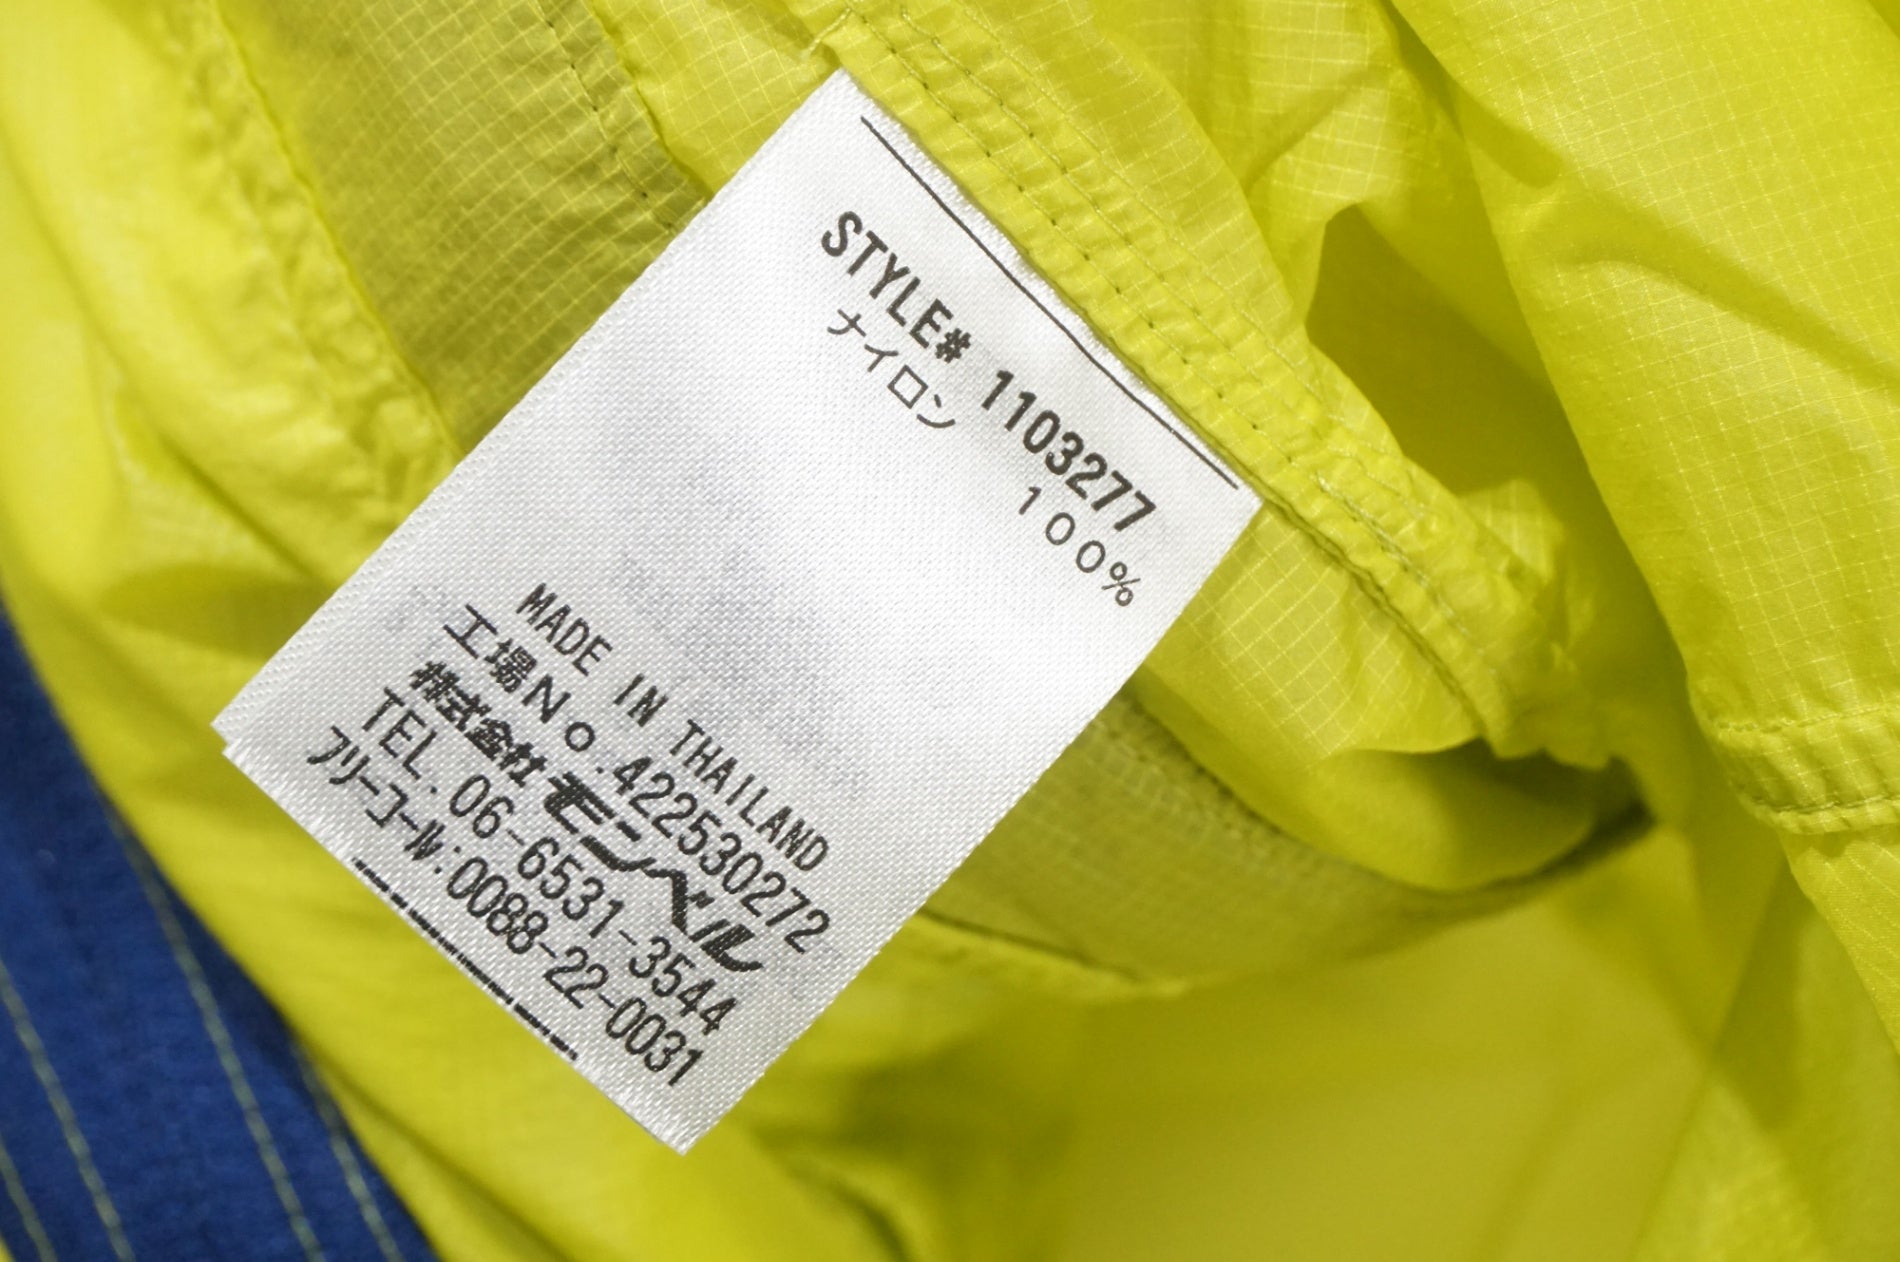 STYLE# 1103277
ナイロン 100%
MADE IN THAILAND
工場No.422530272
株式会社モンベル
TEL.06-6531-3544
フリーコール:0088-22-0031